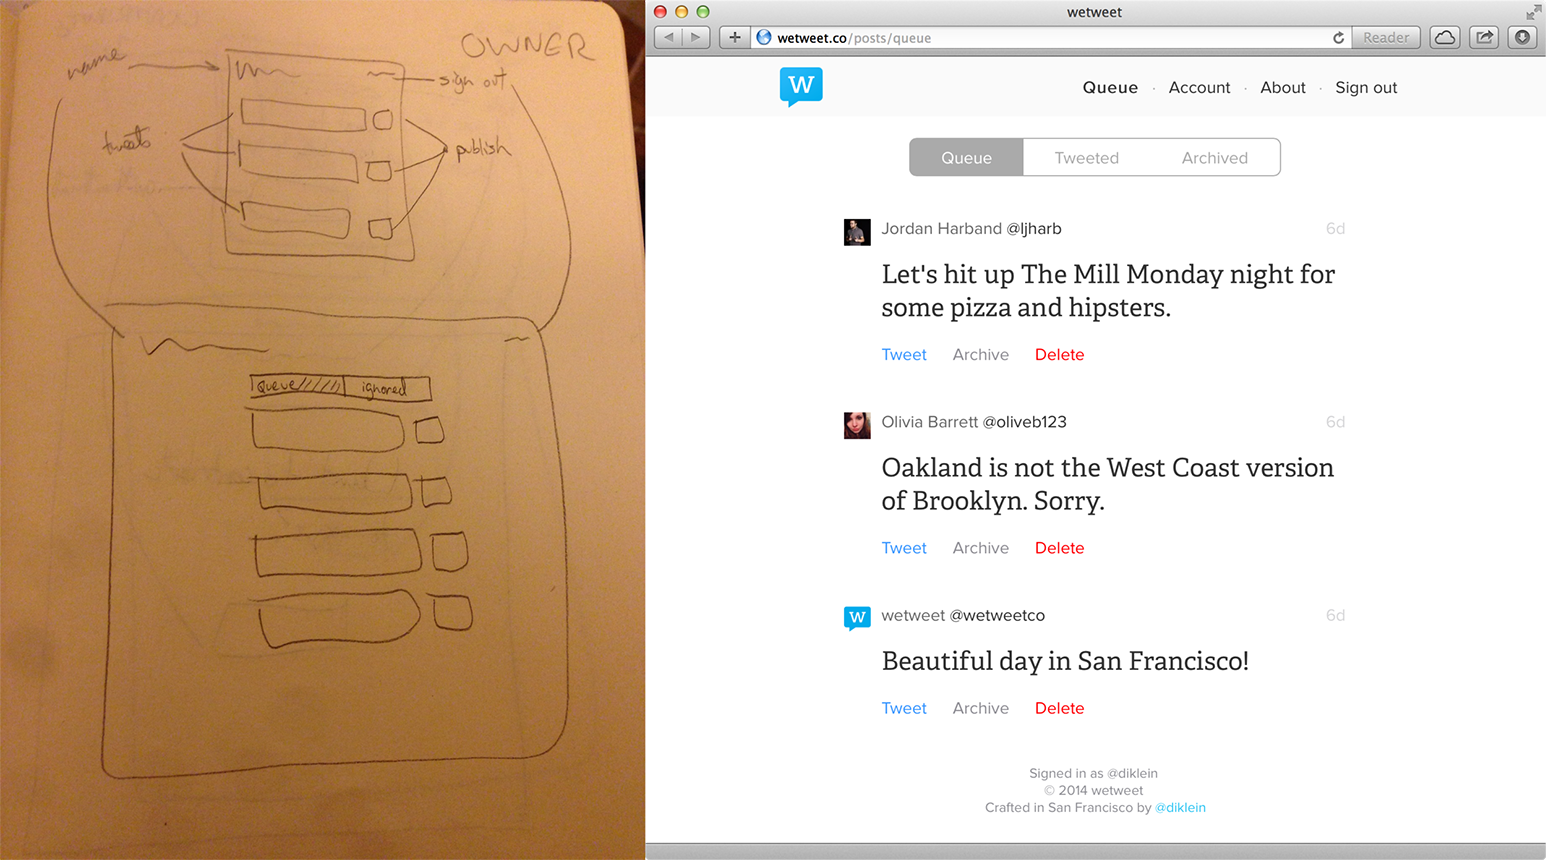 OWNER
name
sign out
tweets
publish
Queue ignored
wetweet
wetweet.co/posts/queue
Reader
W
Queue · Account · About · Sign out
Queue Tweeted Archived
Jordan Harband @ljharb 6d
Let's hit up The Mill Monday night for
some pizza and hipsters.
Tweet Archive Delete
Olivia Barrett @oliveb123 6d
Oakland is not the West Coast version
of Brooklyn. Sorry.
Tweet Archive Delete
W
wetweet @wetweetco 6d
Beautiful day in San Francisco!
Tweet Archive Delete
Signed in as @diklein
© 2014 wetweet
Crafted in San Francisco by @diklein